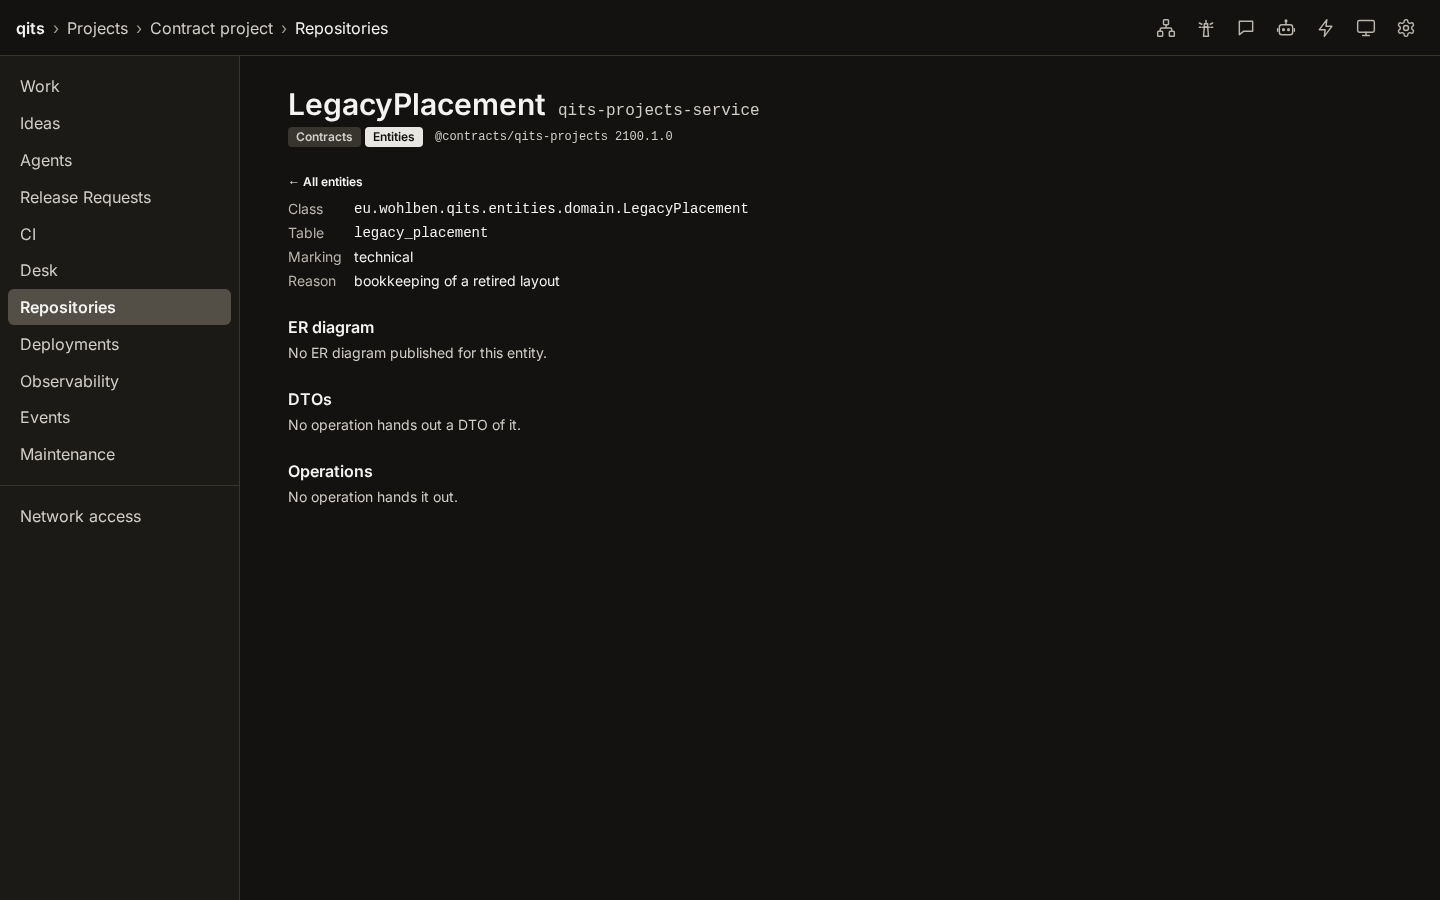 qits › Projects › Contract project › Repositories
Work
Ideas
Agents
Release Requests
CI
Desk
Repositories
Deployments
Observability
Events
Maintenance
Network access
LegacyPlacement qits-projects-service
Contracts Entities @contracts/qits-projects 2100.1.0
← All entities
Class eu.wohlben.qits.entities.domain.LegacyPlacement
Table legacy_placement
Marking technical
Reason bookkeeping of a retired layout
ER diagram
No ER diagram published for this entity.
DTOs
No operation hands out a DTO of it.
Operations
No operation hands it out.